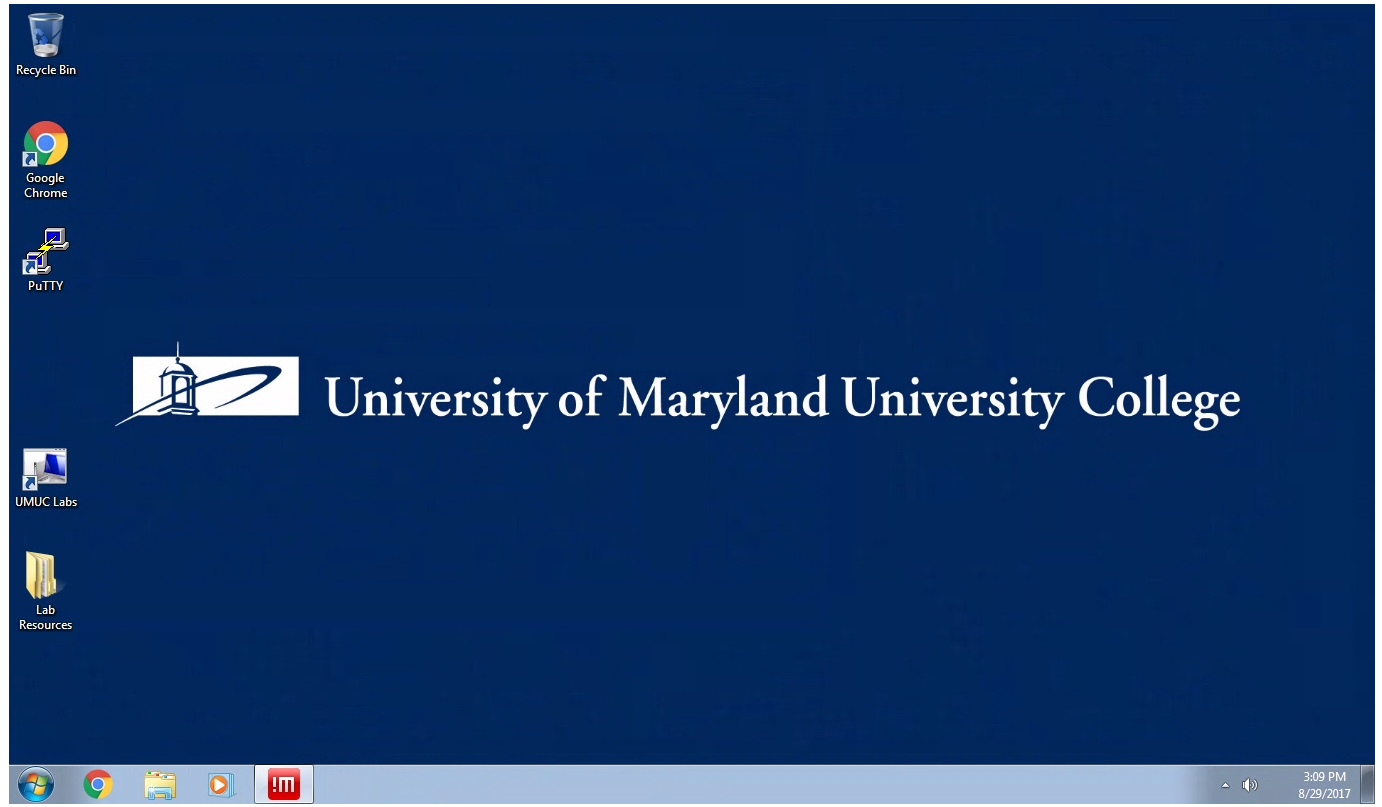 Recycle Bin
Google
Chrome
PuTTY
University of Maryland University College
UMUC Labs
Lab
Resources
!m
3:09 PM
8/29/2017